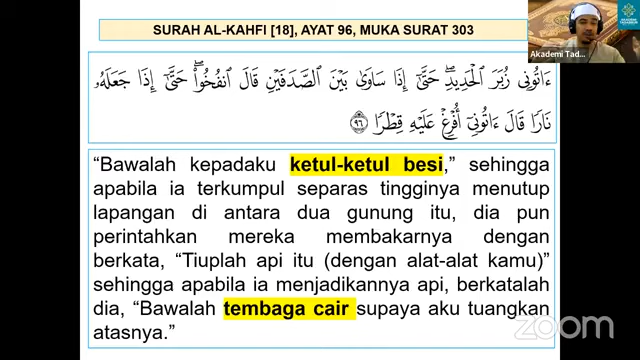 SURAH AL-KAHFI [18], AYAT 96, MUKA SURAT 303
Akademi Tad...
ءَاتُونِى زُبَرَ ٱلْحَدِيدِ ۖ حَتَّىٰٓ إِذَا سَاوَىٰ بَيْنَ ٱلصَّدَفَيْنِ قَالَ ٱنفُخُوا۟ ۖ حَتَّىٰٓ إِذَا جَعَلَهُۥ
نَارًا قَالَ ءَاتُونِىٓ أُفْرِغْ عَلَيْهِ قِطْرًا ۝٩٦
“Bawalah kepadaku ketul-ketul besi,” sehingga
apabila ia terkumpul separas tingginya menutup
lapangan di antara dua gunung itu, dia pun
perintahkan mereka membakarnya dengan
berkata, “Tiuplah api itu (dengan alat-alat kamu)”
sehingga apabila ia menjadikannya api, berkatalah
dia, “Bawalah tembaga cair supaya aku tuangkan
atasnya.”
zoom